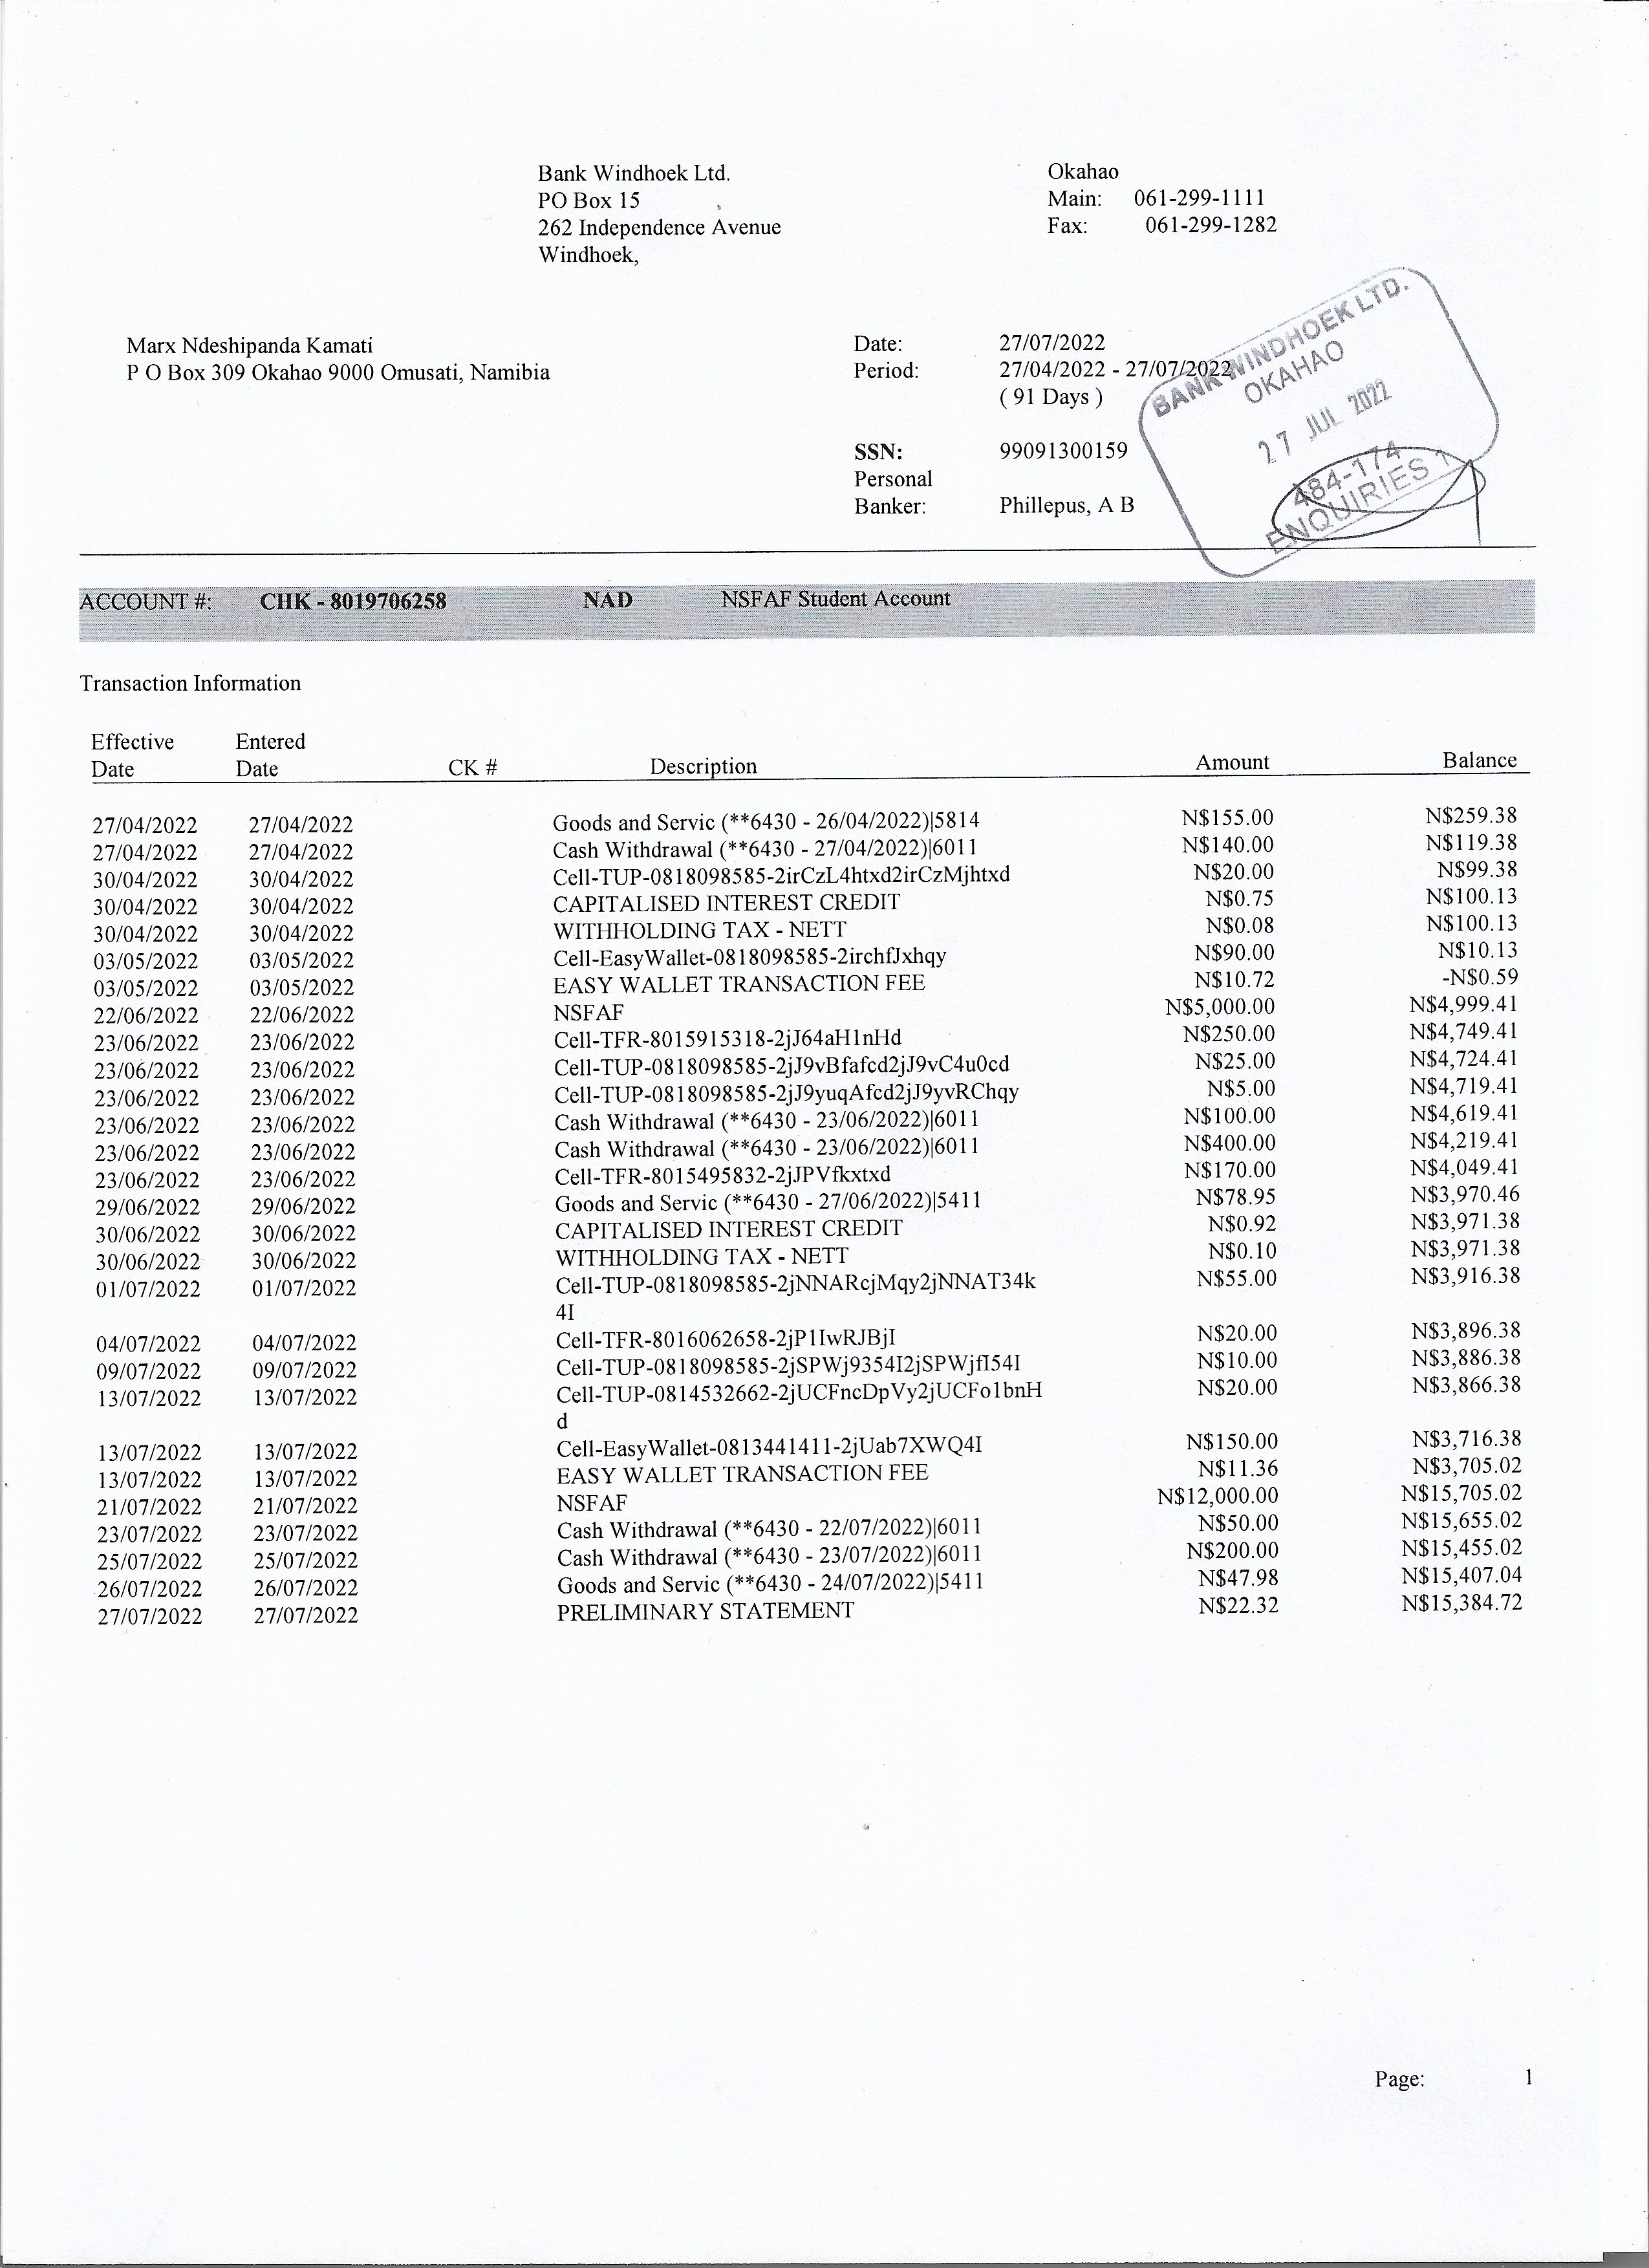 Bank Windhoek Ltd.
PO Box 15
262 Independence Avenue
Windhoek,
Okahao
Main: 061-299-1111
Fax: 061-299-1282
Marx Ndeshipanda Kamati
P O Box 309 Okahao 9000 Omusati, Namibia
Date: 27/07/2022
Period: 27/04/2022 - 27/07/2022
( 91 Days )
SSN: 99091300159
Personal
Banker: Phillepus, A B
BANK WINDHOEK LTD.
OKAHAO
27 JUL 2022
484-174
ENQUIRIES 1
ACCOUNT #: CHK - 8019706258 NAD NSFAF Student Account
Transaction Information
Effective Entered
Date Date CK # Description Amount Balance
27/04/2022 27/04/2022 Goods and Servic (**6430 - 26/04/2022)|5814 N$155.00 N$259.38
27/04/2022 27/04/2022 Cash Withdrawal (**6430 - 27/04/2022)|6011 N$140.00 N$119.38
30/04/2022 30/04/2022 Cell-TUP-0818098585-2irCzL4htxd2irCzMjhtxd N$20.00 N$99.38
30/04/2022 30/04/2022 CAPITALISED INTEREST CREDIT N$0.75 N$100.13
30/04/2022 30/04/2022 WITHHOLDING TAX - NETT N$0.08 N$100.13
03/05/2022 03/05/2022 Cell-EasyWallet-0818098585-2irchfJxhqy N$90.00 N$10.13
03/05/2022 03/05/2022 EASY WALLET TRANSACTION FEE N$10.72 -N$0.59
22/06/2022 22/06/2022 NSFAF N$5,000.00 N$4,999.41
23/06/2022 23/06/2022 Cell-TFR-8015915318-2jJ64aH1nHd N$250.00 N$4,749.41
23/06/2022 23/06/2022 Cell-TUP-0818098585-2jJ9vBfafcd2jJ9vC4u0cd N$25.00 N$4,724.41
23/06/2022 23/06/2022 Cell-TUP-0818098585-2jJ9yuqAfcd2jJ9yvRChqy N$5.00 N$4,719.41
23/06/2022 23/06/2022 Cash Withdrawal (**6430 - 23/06/2022)|6011 N$100.00 N$4,619.41
23/06/2022 23/06/2022 Cash Withdrawal (**6430 - 23/06/2022)|6011 N$400.00 N$4,219.41
23/06/2022 23/06/2022 Cell-TFR-8015495832-2jJPVfkxtxd N$170.00 N$4,049.41
29/06/2022 29/06/2022 Goods and Servic (**6430 - 27/06/2022)|5411 N$78.95 N$3,970.46
30/06/2022 30/06/2022 CAPITALISED INTEREST CREDIT N$0.92 N$3,971.38
30/06/2022 30/06/2022 WITHHOLDING TAX - NETT N$0.10 N$3,971.38
01/07/2022 01/07/2022 Cell-TUP-0818098585-2jNNARcjMqy2jNNAT34k N$55.00 N$3,916.38
4I
04/07/2022 04/07/2022 Cell-TFR-8016062658-2jP1IwRJBjI N$20.00 N$3,896.38
09/07/2022 09/07/2022 Cell-TUP-0818098585-2jSPWj9354I2jSPWjfI54I N$10.00 N$3,886.38
13/07/2022 13/07/2022 Cell-TUP-0814532662-2jUCFncDpVy2jUCFo1bnH N$20.00 N$3,866.38
d
13/07/2022 13/07/2022 Cell-EasyWallet-0813441411-2jUab7XWQ4I N$150.00 N$3,716.38
13/07/2022 13/07/2022 EASY WALLET TRANSACTION FEE N$11.36 N$3,705.02
21/07/2022 21/07/2022 NSFAF N$12,000.00 N$15,705.02
23/07/2022 23/07/2022 Cash Withdrawal (**6430 - 22/07/2022)|6011 N$50.00 N$15,655.02
25/07/2022 25/07/2022 Cash Withdrawal (**6430 - 23/07/2022)|6011 N$200.00 N$15,455.02
26/07/2022 26/07/2022 Goods and Servic (**6430 - 24/07/2022)|5411 N$47.98 N$15,407.04
27/07/2022 27/07/2022 PRELIMINARY STATEMENT N$22.32 N$15,384.72
Page: 1